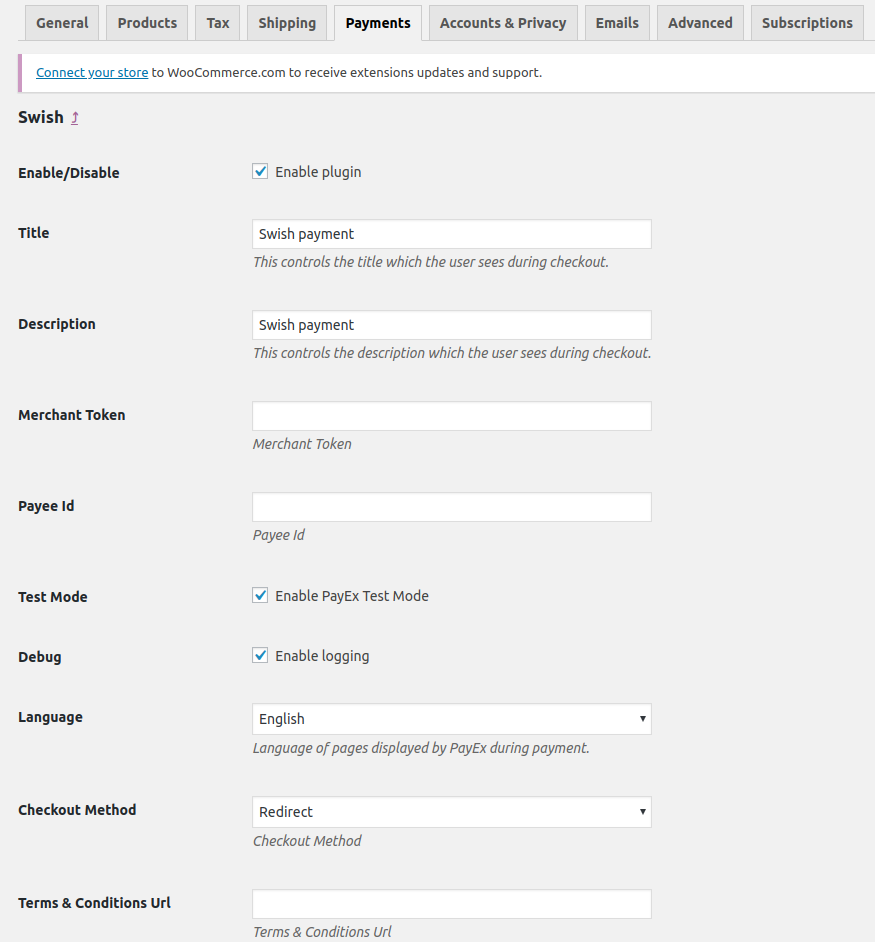 General Products Tax Shipping Payments Accounts & Privacy Emails Advanced Subscriptions
Connect your store to WooCommerce.com to receive extensions updates and support.
Swish ⤴
Enable/Disable Enable plugin
Title Swish payment
This controls the title which the user sees during checkout.
Description Swish payment
This controls the description which the user sees during checkout.
Merchant Token
Merchant Token
Payee Id
Payee Id
Test Mode Enable PayEx Test Mode
Debug Enable logging
Language English
Language of pages displayed by PayEx during payment.
Checkout Method Redirect
Checkout Method
Terms & Conditions Url
Terms & Conditions Url